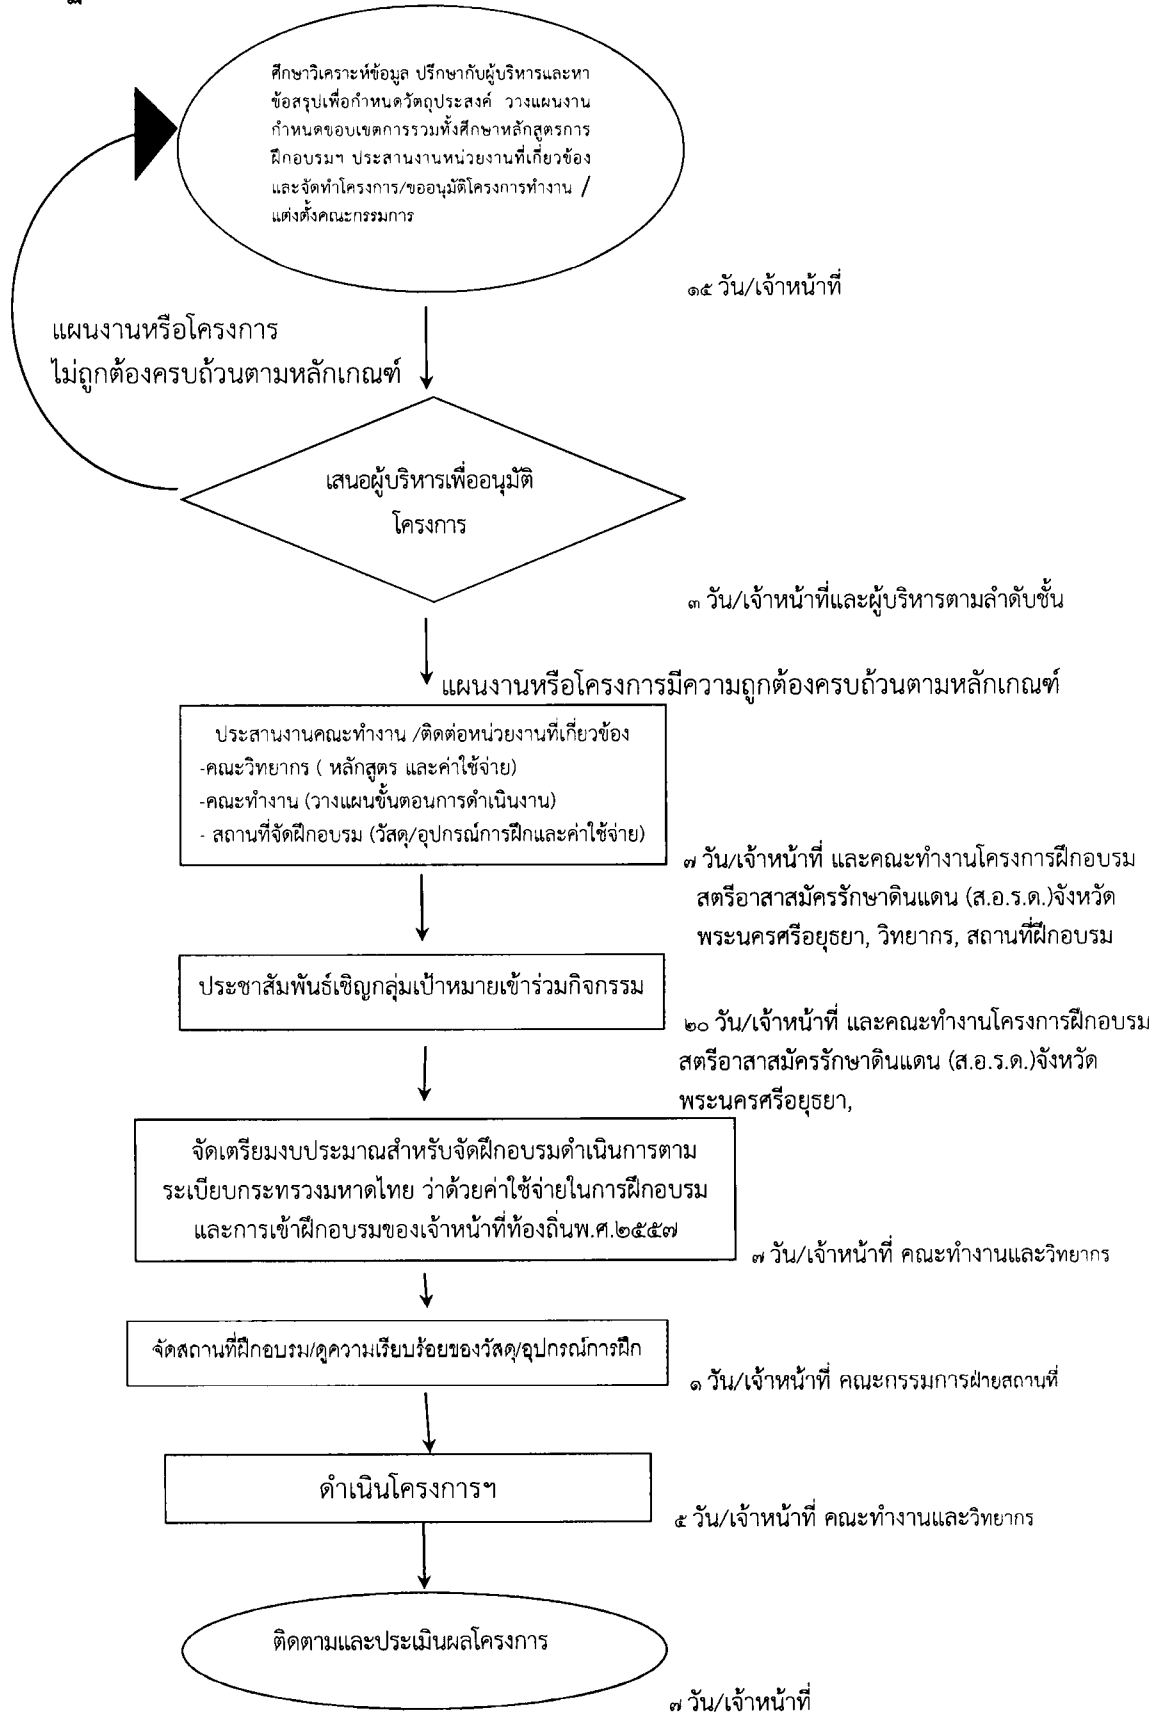 ศึกษาวิเคราะห์ข้อมูล ปรึกษากับผู้บริหารและหา
ข้อสรุปเพื่อกำหนดวัตถุประสงค์ วางแผนงาน
กำหนดขอบเขตการรวมทั้งศึกษาหลักสูตรการ
ฝึกอบรมฯ ประสานงานหน่วยงานที่เกี่ยวข้อง
และจัดทำโครงการ/ขออนุมัติโครงการทำงาน /
แต่งตั้งคณะกรรมการ
๑๕ วัน/เจ้าหน้าที่
แผนงานหรือโครงการ
ไม่ถูกต้องครบถ้วนตามหลักเกณฑ์
เสนอผู้บริหารเพื่ออนุมัติ
โครงการ
๓ วัน/เจ้าหน้าที่และผู้บริหารตามลำดับชั้น
แผนงานหรือโครงการมีความถูกต้องครบถ้วนตามหลักเกณฑ์
ประสานงานคณะทำงาน /ติดต่อหน่วยงานที่เกี่ยวข้อง
-คณะวิทยากร ( หลักสูตร และค่าใช้จ่าย)
-คณะทำงาน (วางแผนขั้นตอนการดำเนินงาน)
- สถานที่จัดฝึกอบรม (วัสดุ/อุปกรณ์การฝึกและค่าใช้จ่าย)
๗ วัน/เจ้าหน้าที่ และคณะทำงานโครงการฝึกอบรม
สตรีอาสาสมัครรักษาดินแดน (ส.อ.ร.ด.)จังหวัด
พระนครศรีอยุธยา, วิทยากร, สถานที่ฝึกอบรม
ประชาสัมพันธ์เชิญกลุ่มเป้าหมายเข้าร่วมกิจกรรม
๒๐ วัน/เจ้าหน้าที่ และคณะทำงานโครงการฝึกอบรม
สตรีอาสาสมัครรักษาดินแดน (ส.อ.ร.ด.)จังหวัด
พระนครศรีอยุธยา,
จัดเตรียมงบประมาณสำหรับจัดฝึกอบรมดำเนินการตาม
ระเบียบกระทรวงมหาดไทย ว่าด้วยค่าใช้จ่ายในการฝึกอบรม
และการเข้าฝึกอบรมของเจ้าหน้าที่ท้องถิ่นพ.ศ.๒๕๕๗
๗ วัน/เจ้าหน้าที่ คณะทำงานและวิทยากร
จัดสถานที่ฝึกอบรม/ดูความเรียบร้อยของวัสดุ/อุปกรณ์การฝึก
๑ วัน/เจ้าหน้าที่ คณะกรรมการฝ่ายสถานที่
ดำเนินโครงการฯ
๕ วัน/เจ้าหน้าที่ คณะทำงานและวิทยากร
ติดตามและประเมินผลโครงการ
๗ วัน/เจ้าหน้าที่